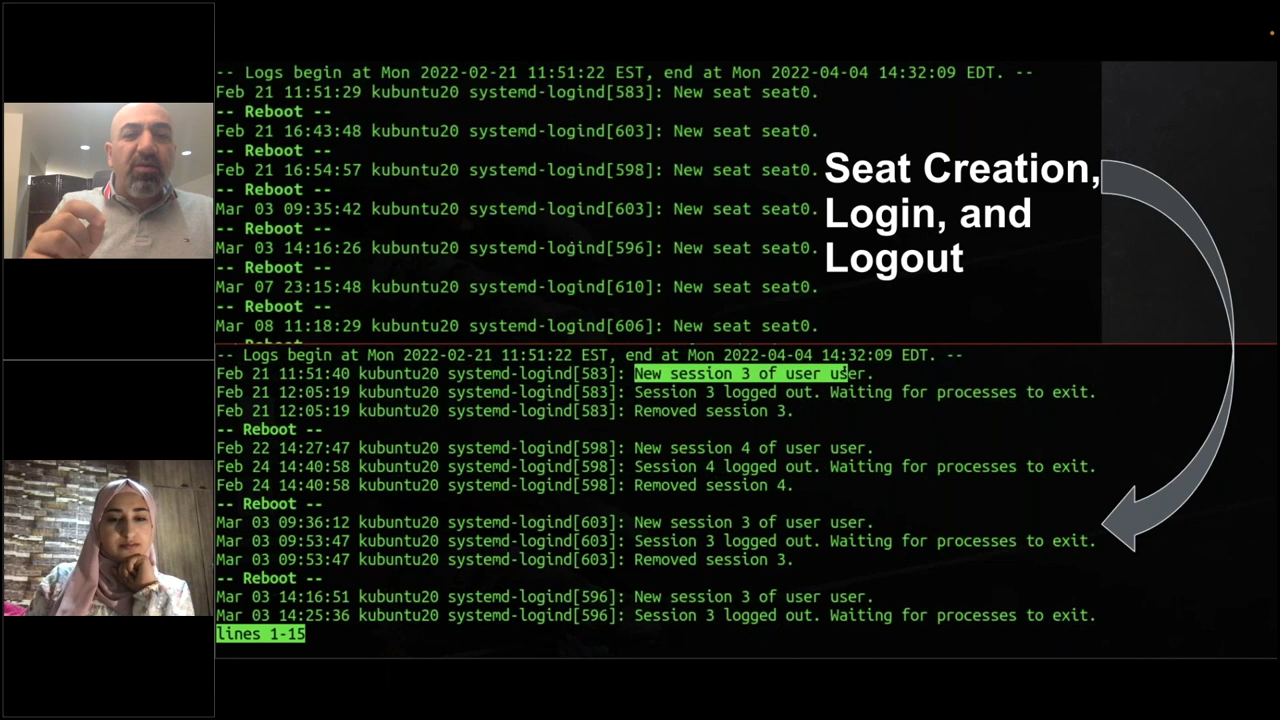 -- Logs begin at Mon 2022-02-21 11:51:22 EST, end at Mon 2022-04-04 14:32:09 EDT. --
Feb 21 11:51:29 kubuntu20 systemd-logind[583]: New seat seat0.
-- Reboot --
Feb 21 16:43:48 kubuntu20 systemd-logind[603]: New seat seat0.
-- Reboot --
Feb 21 16:54:57 kubuntu20 systemd-logind[598]: New seat seat0.
-- Reboot --
Mar 03 09:35:42 kubuntu20 systemd-logind[603]: New seat seat0.
-- Reboot --
Mar 03 14:16:26 kubuntu20 systemd-logind[596]: New seat seat0.
-- Reboot --
Mar 07 23:15:48 kubuntu20 systemd-logind[610]: New seat seat0.
-- Reboot --
Mar 08 11:18:29 kubuntu20 systemd-logind[606]: New seat seat0.
-- Reboot --
Seat Creation,
Login, and
Logout
-- Logs begin at Mon 2022-02-21 11:51:22 EST, end at Mon 2022-04-04 14:32:09 EDT. --
Feb 21 11:51:40 kubuntu20 systemd-logind[583]: New session 3 of user user.
Feb 21 12:05:19 kubuntu20 systemd-logind[583]: Session 3 logged out. Waiting for processes to exit.
Feb 21 12:05:19 kubuntu20 systemd-logind[583]: Removed session 3.
-- Reboot --
Feb 22 14:27:47 kubuntu20 systemd-logind[598]: New session 4 of user user.
Feb 24 14:40:58 kubuntu20 systemd-logind[598]: Session 4 logged out. Waiting for processes to exit.
Feb 24 14:40:58 kubuntu20 systemd-logind[598]: Removed session 4.
-- Reboot --
Mar 03 09:36:12 kubuntu20 systemd-logind[603]: New session 3 of user user.
Mar 03 09:53:47 kubuntu20 systemd-logind[603]: Session 3 logged out. Waiting for processes to exit.
Mar 03 09:53:47 kubuntu20 systemd-logind[603]: Removed session 3.
-- Reboot --
Mar 03 14:16:51 kubuntu20 systemd-logind[596]: New session 3 of user user.
Mar 03 14:25:36 kubuntu20 systemd-logind[596]: Session 3 logged out. Waiting for processes to exit.
lines 1-15